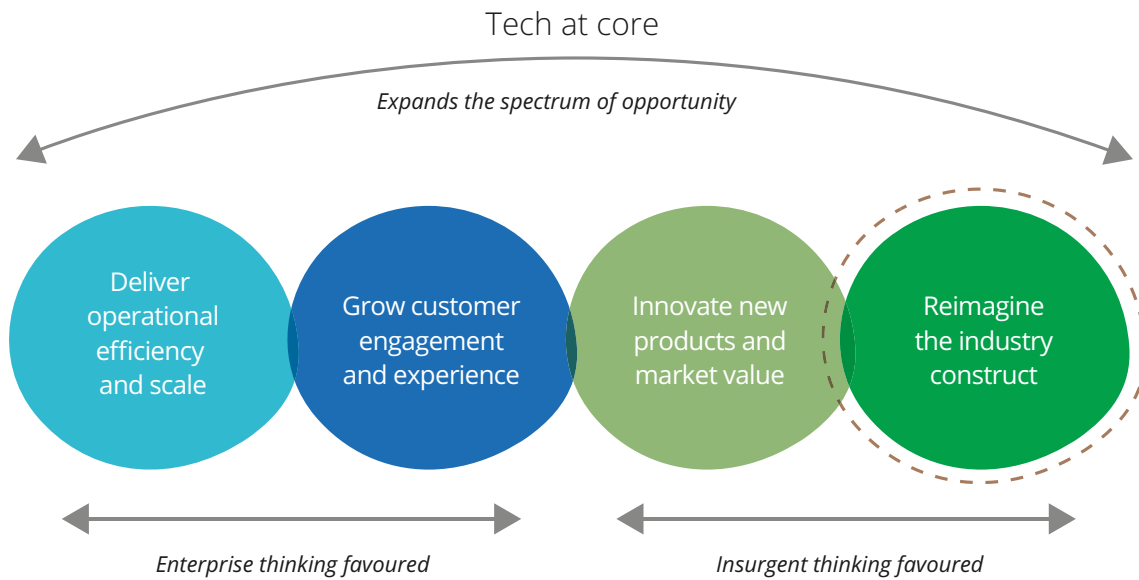 Tech at core
Expands the spectrum of opportunity
Deliver
operational
efficiency
and scale
Grow customer
engagement
and experience
Innovate new
products and
market value
Reimagine
the industry
construct
Enterprise thinking favoured
Insurgent thinking favoured